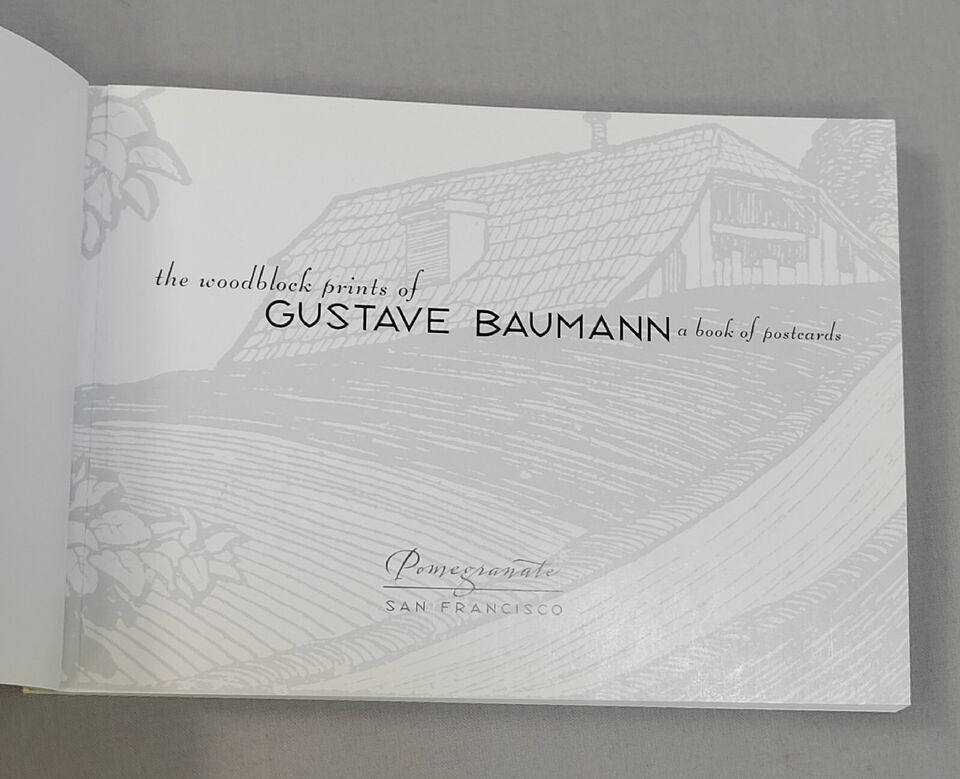 the woodblock prints of
GUSTAVE BAUMANN a book of postcards
Pomegranate
SAN FRANCISCO